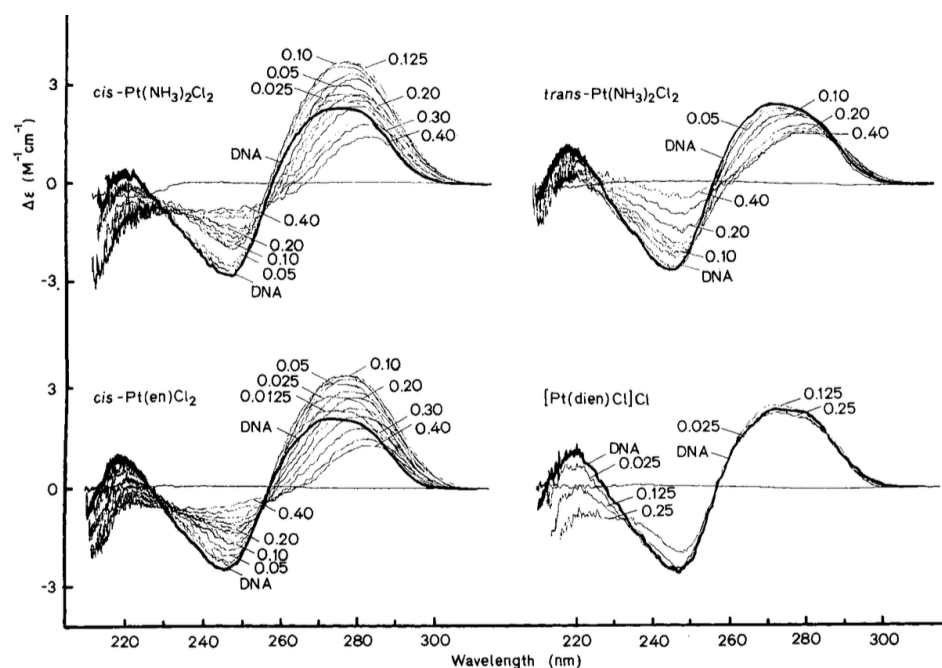 Δε (M⁻¹cm⁻¹)
3
0
-3
3
0
-3
cis-Pt(NH₃)₂Cl₂
0.10
0.125
0.05
0.025
0.20
0.30
0.40
DNA
0.40
0.20
0.10
0.05
DNA
trans-Pt(NH₃)₂Cl₂
0.05
0.10
0.20
0.40
DNA
0.40
0.20
0.10
DNA
cis-Pt(en)Cl₂
0.05
0.10
0.025
0.20
0.0125
0.30
DNA
0.40
0.40
0.20
0.10
0.05
DNA
[Pt(dien)Cl]Cl
0.125
0.025
0.25
DNA
DNA
0.025
0.125
0.25
DNA
220 240 260 280 300 220 240 260 280 300
Wavelength (nm)